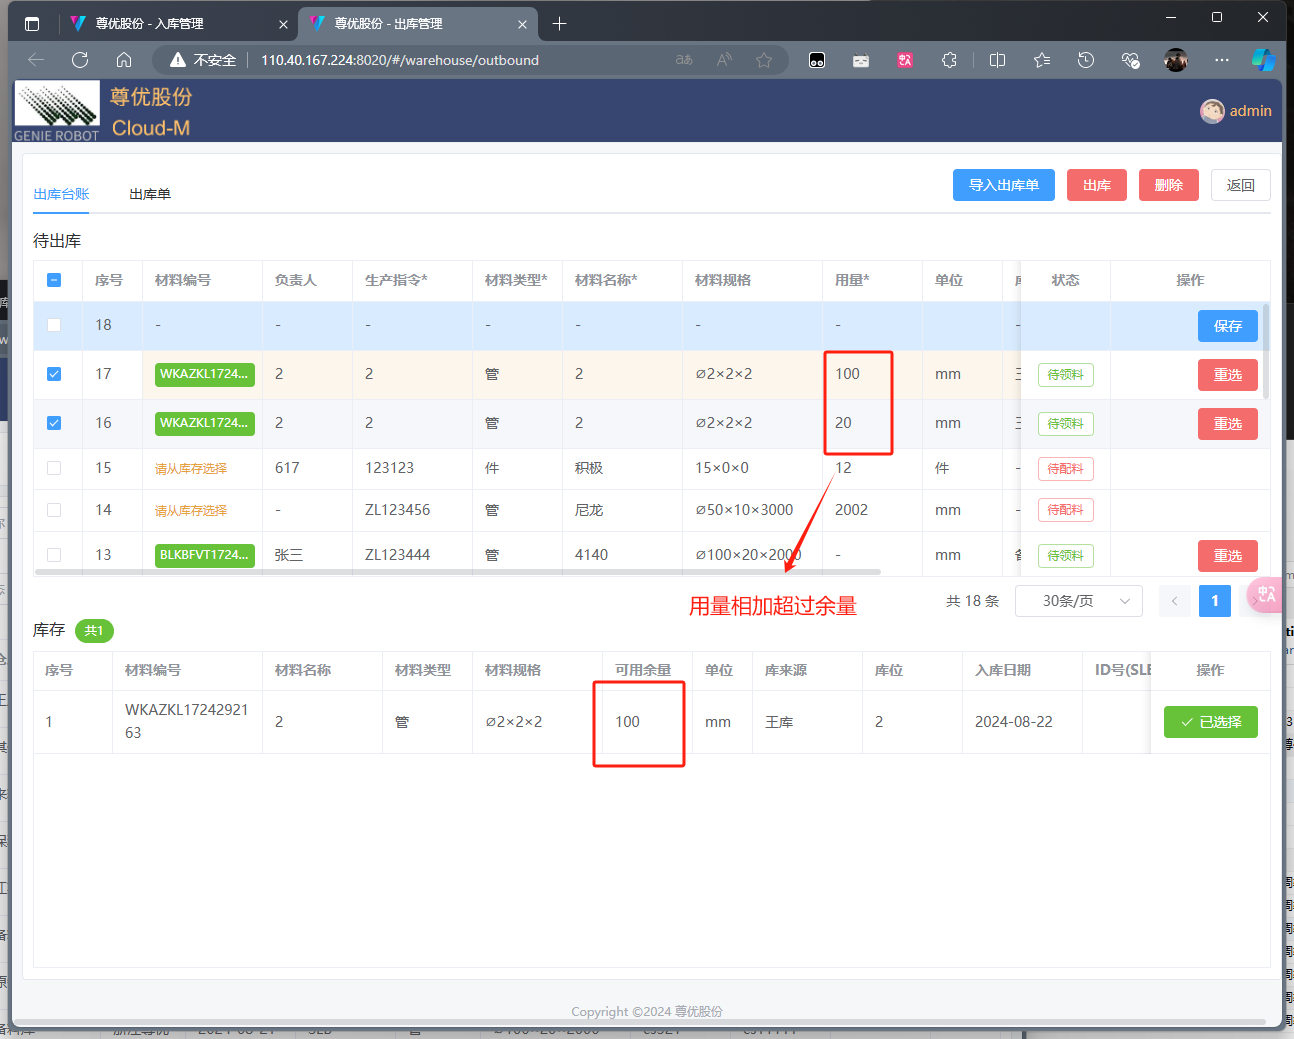 尊优股份 - 入库管理
尊优股份 - 出库管理
不安全
110.40.167.224:8020/#/warehouse/outbound
尊优股份
Cloud-M
GENIE ROBOT
admin
出库台账
出库单
导入出库单
出库
删除
返回
待出库
序号 材料编号 负责人 生产指令* 材料类型* 材料名称* 材料规格 用量* 单位 状态 操作
18 - - - - - - - - 保存
17 WKAZKL1724... 2 2 管 2 ∅2×2×2 100 mm 待领料 重选
16 WKAZKL1724... 2 2 管 2 ∅2×2×2 20 mm 待领料 重选
15 请从库存选择 617 123123 件 积极 15×0×0 12 件 - 待配料
14 请从库存选择 - ZL123456 管 尼龙 ∅50×10×3000 2002 mm - 待配料
13 BLKBFVT1724... 张三 ZL123444 管 4140 ∅100×20×2000 - mm 待领料 重选
用量相加超过余量
共 18 条
30条/页
1
库存 共1
序号 材料编号 材料名称 材料类型 材料规格 可用余量 单位 库来源 库位 入库日期 ID号(SLE 操作
1 WKAZKL17242921
63 2 管 ∅2×2×2 100 mm 王库 2 2024-08-22 已选择
Copyright ©2024 尊优股份